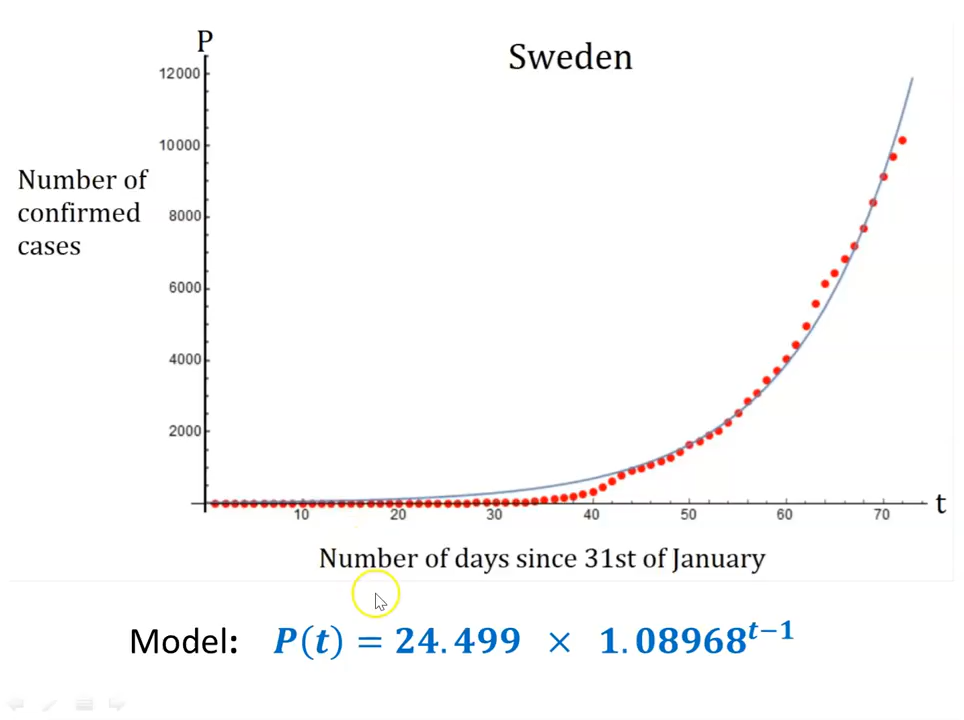 P
Sweden
12000
10000
Number of
confirmed
cases
8000
6000
4000
2000
10 20 30 40 50 60 70
t
Number of days since 31st of January
Model: P(t) = 24.499 × 1.08968^{t−1}